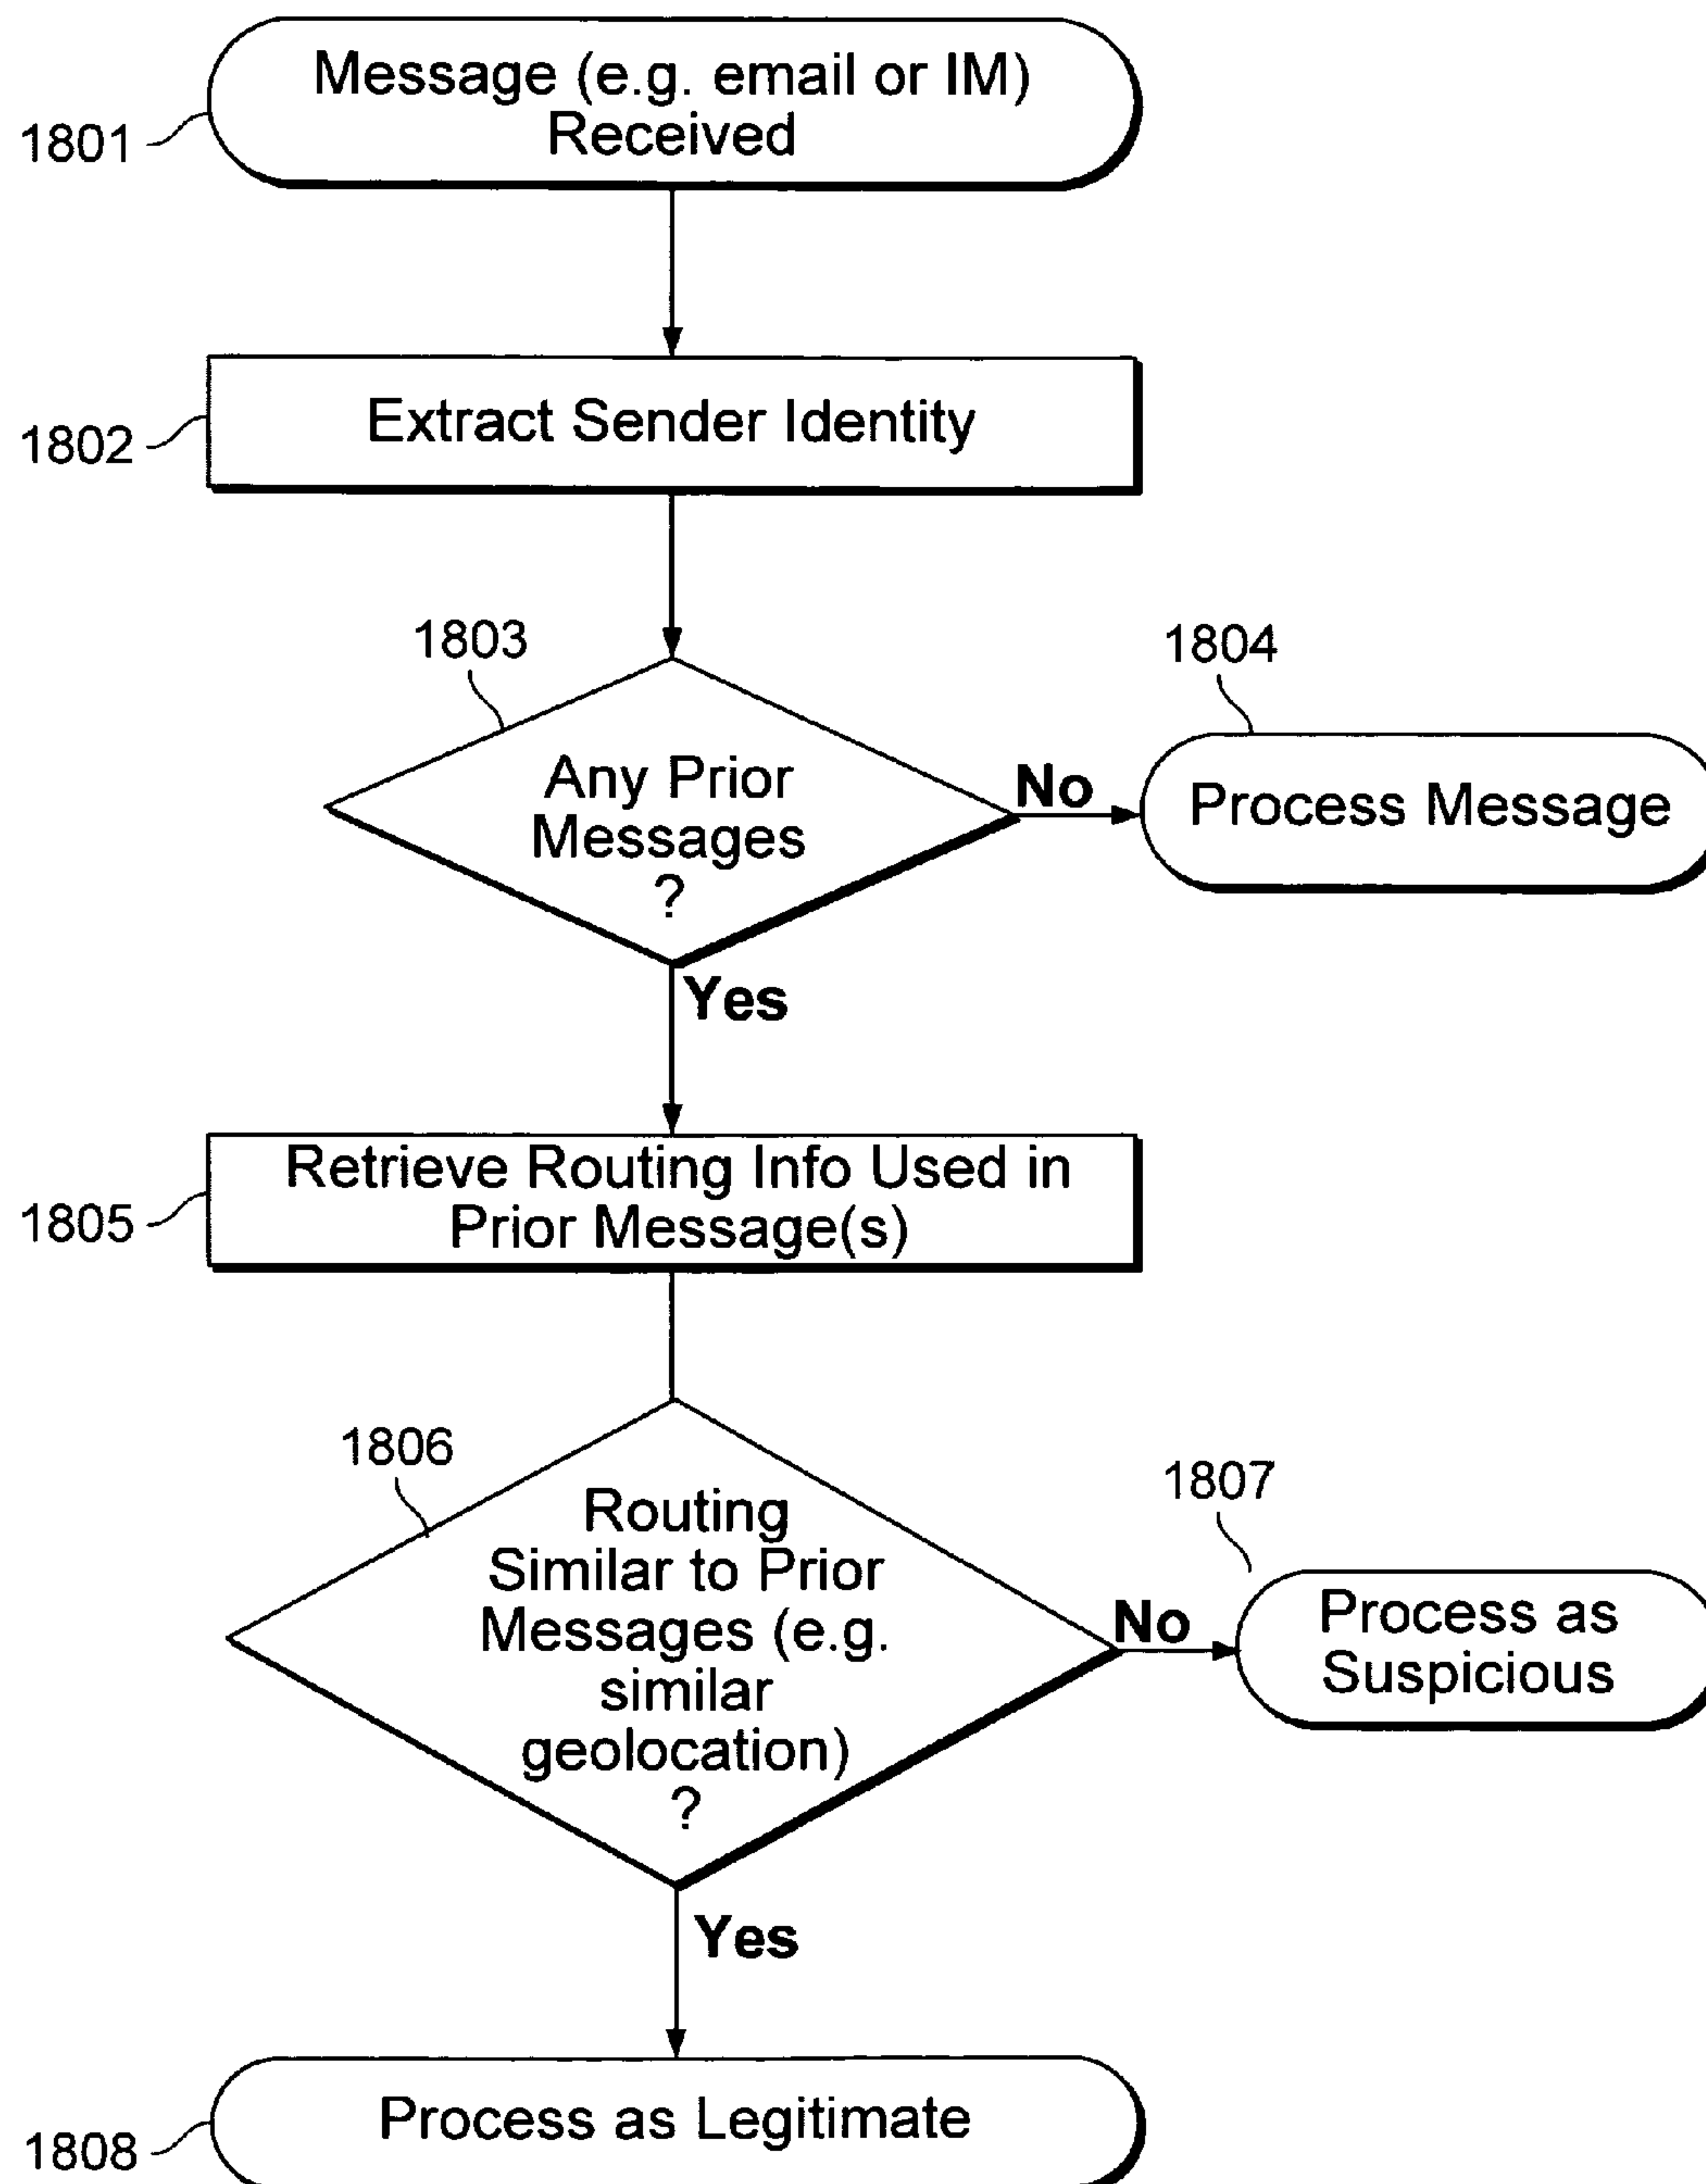 Message (e.g. email or IM)
Received
1801
Extract Sender Identity
1802
1803
1804
Any Prior
Messages
?
No
Process Message
Yes
Retrieve Routing Info Used in
Prior Message(s)
1805
1806
1807
Routing
Similar to Prior
Messages (e.g.
similar
geolocation)
?
No
Process as
Suspicious
Yes
Process as Legitimate
1808